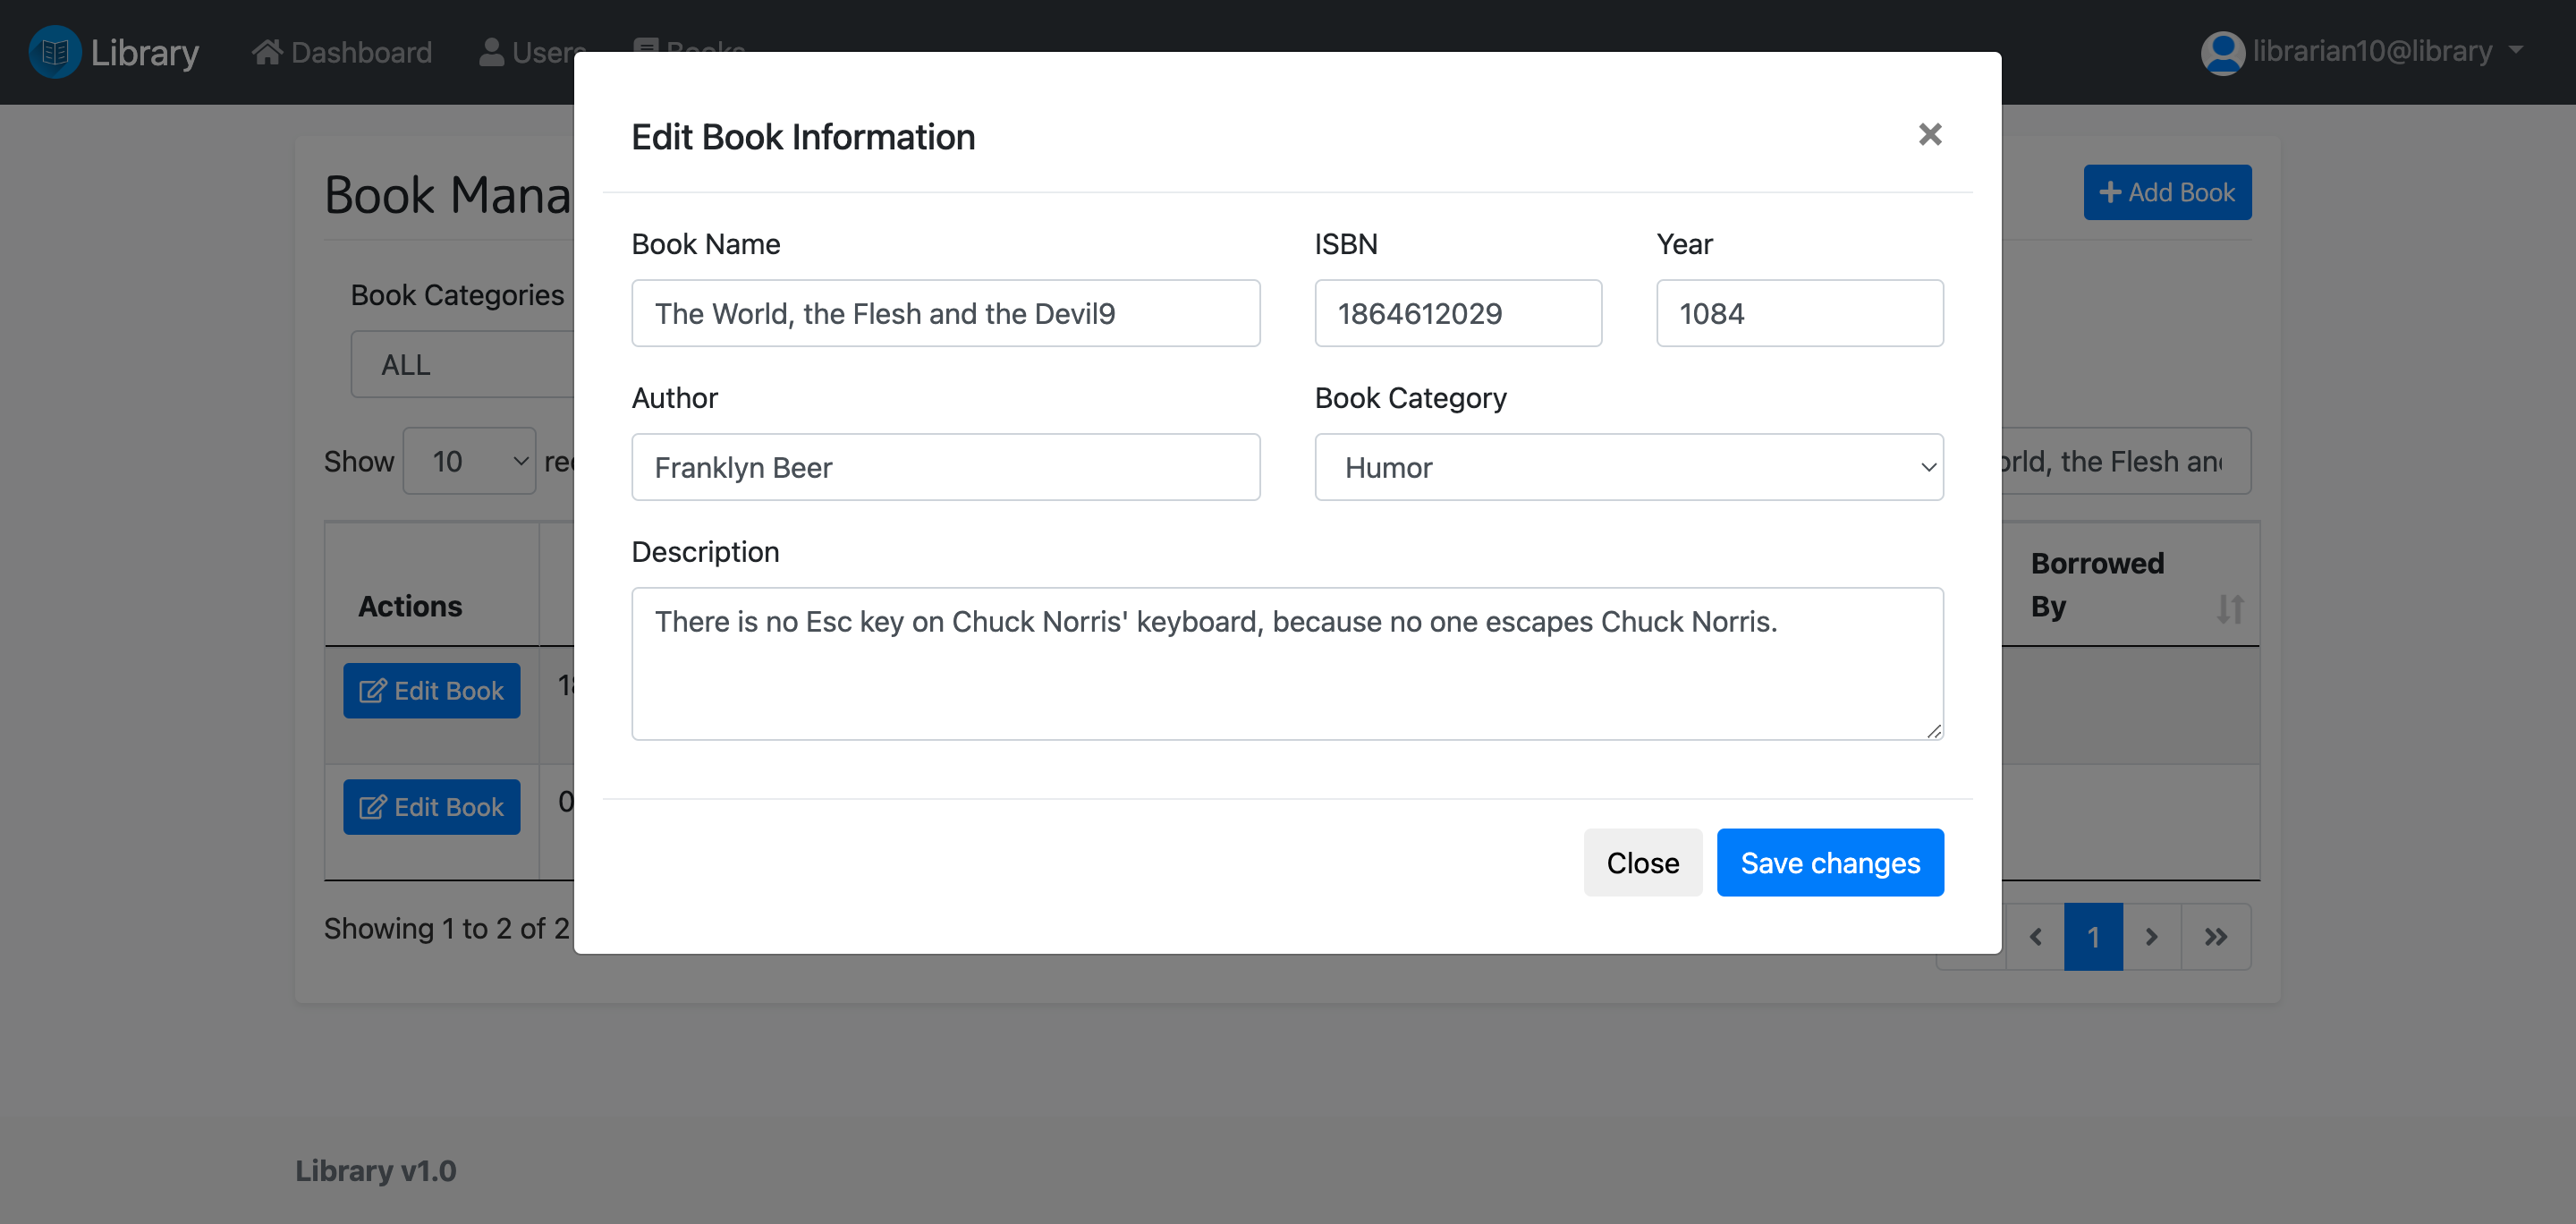 Library Dashboard Users Books librarian10@library
Edit Book Information
Book Mana
Add Book
Book Name ISBN Year
The World, the Flesh and the Devil9 1864612029 1084
Book Categories
ALL
Author Book Category
Franklyn Beer Humor
Show 10
orld, the Flesh an
Description
There is no Esc key on Chuck Norris' keyboard, because no one escapes Chuck Norris.
Actions
Borrowed
By
Edit Book 18
Edit Book 0
Close Save changes
Showing 1 to 2 of 2
1
Library v1.0